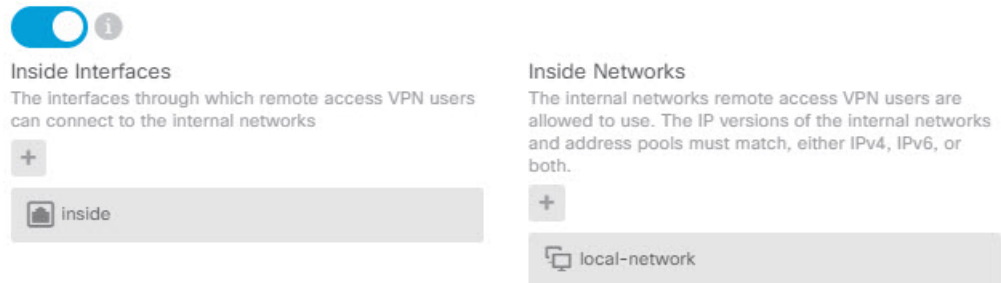 Inside Interfaces
The interfaces through which remote access VPN users
can connect to the internal networks
+
inside
Inside Networks
The internal networks remote access VPN users are
allowed to use. The IP versions of the internal networks
and address pools must match, either IPv4, IPv6, or
both.
+
local-network